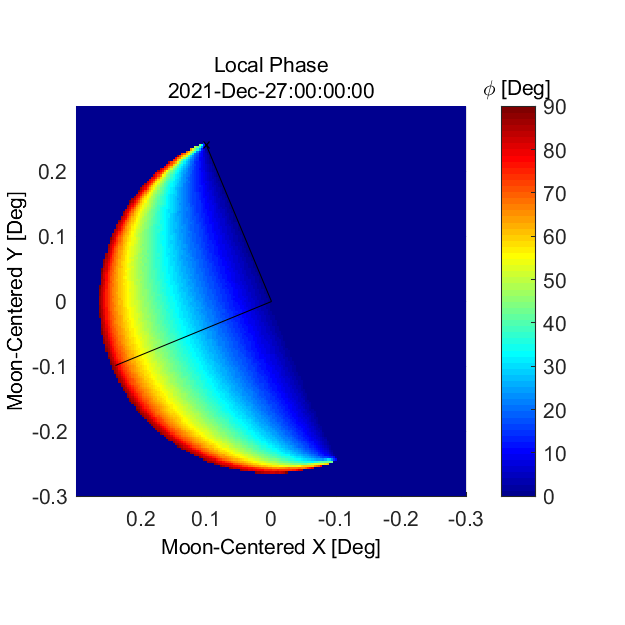 Local Phase
2021-Dec-27:00:00:00
ϕ [Deg]
90
80
70
60
50
40
30
20
10
0
Moon-Centered Y [Deg]
0.2
0.1
0
-0.1
-0.2
-0.3
0.2 0.1 0 -0.1 -0.2 -0.3
Moon-Centered X [Deg]